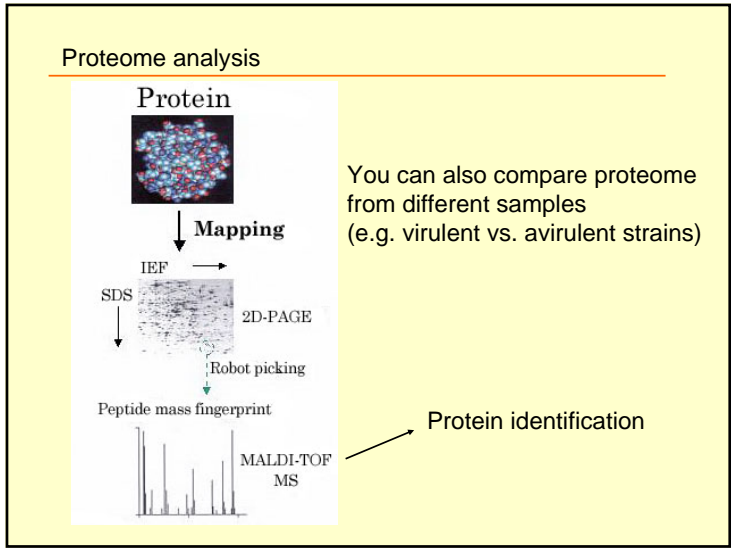 Proteome analysis
Protein
Mapping
You can also compare proteome
from different samples
(e.g. virulent vs. avirulent strains)
IEF
SDS
2D-PAGE
Robot picking
Peptide mass fingerprint
MALDI-TOF
MS
Protein identification